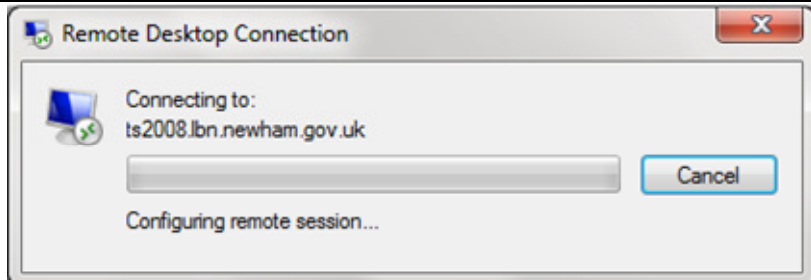 Remote Desktop Connection
Connecting to:
ts2008.lbn.newham.gov.uk
Cancel
Configuring remote session...